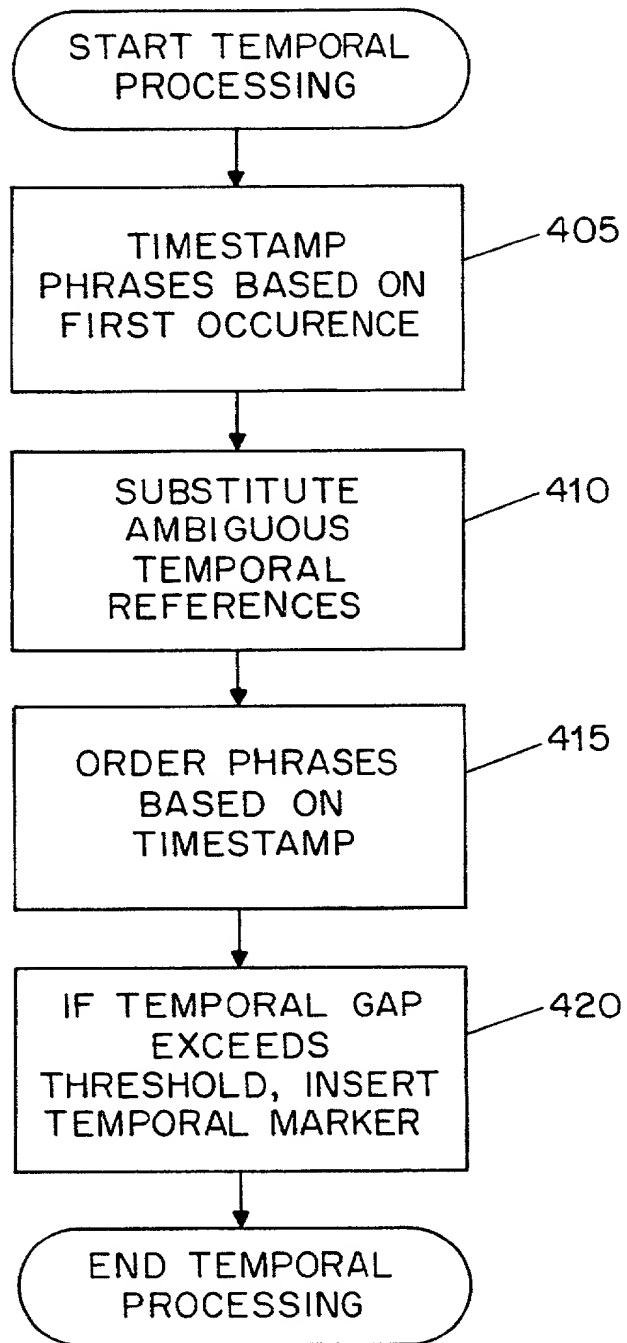 START TEMPORAL
PROCESSING
TIMESTAMP
PHRASES BASED ON
FIRST OCCURENCE
405
SUBSTITUTE
AMBIGUOUS
TEMPORAL
REFERENCES
410
ORDER PHRASES
BASED ON
TIMESTAMP
415
IF TEMPORAL GAP
EXCEEDS
THRESHOLD, INSERT
TEMPORAL MARKER
420
END TEMPORAL
PROCESSING